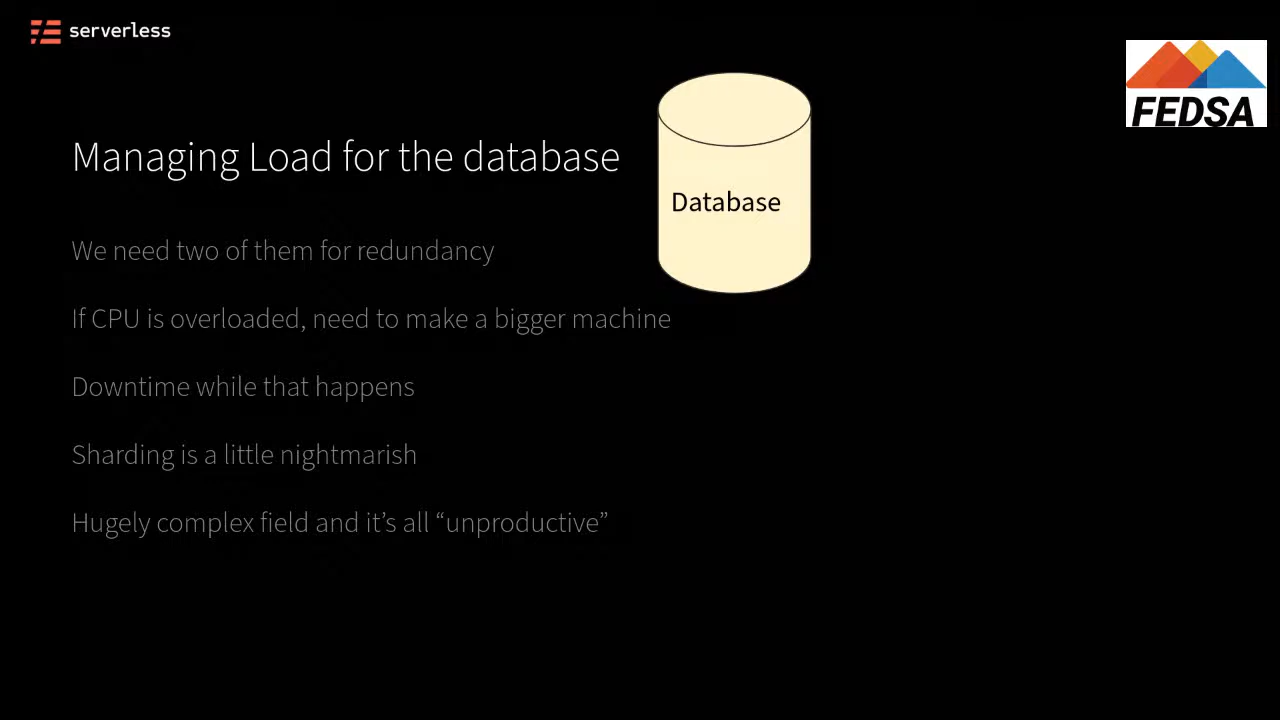 serverless
FEDSA
Managing Load for the database
Database
We need two of them for redundancy
If CPU is overloaded, need to make a bigger machine
Downtime while that happens
Sharding is a little nightmarish
Hugely complex field and it’s all “unproductive”